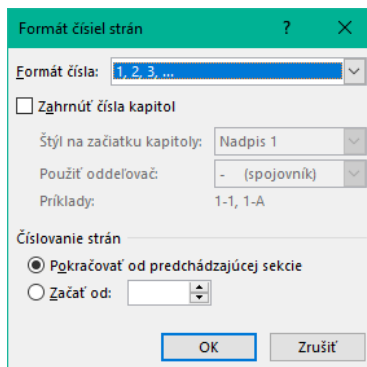 Formát čísiel strán ?
Formát čísla: 1, 2, 3, ...
Zahrnúť čísla kapitol
Štýl na začiatku kapitoly: Nadpis 1
Použiť oddeľovač: - (spojovník)
Príklady: 1-1, 1-A
Číslovanie strán
Pokračovať od predchádzajúcej sekcie
Začať od:
OK Zrušiť